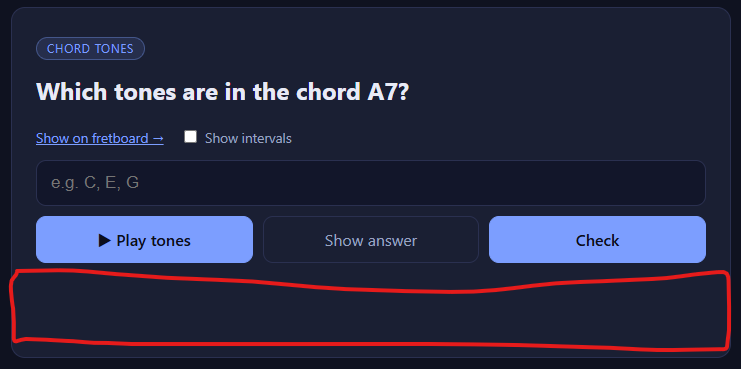 CHORD TONES
Which tones are in the chord A7?
Show on fretboard → Show intervals
e.g. C, E, G
▶ Play tones Show answer Check